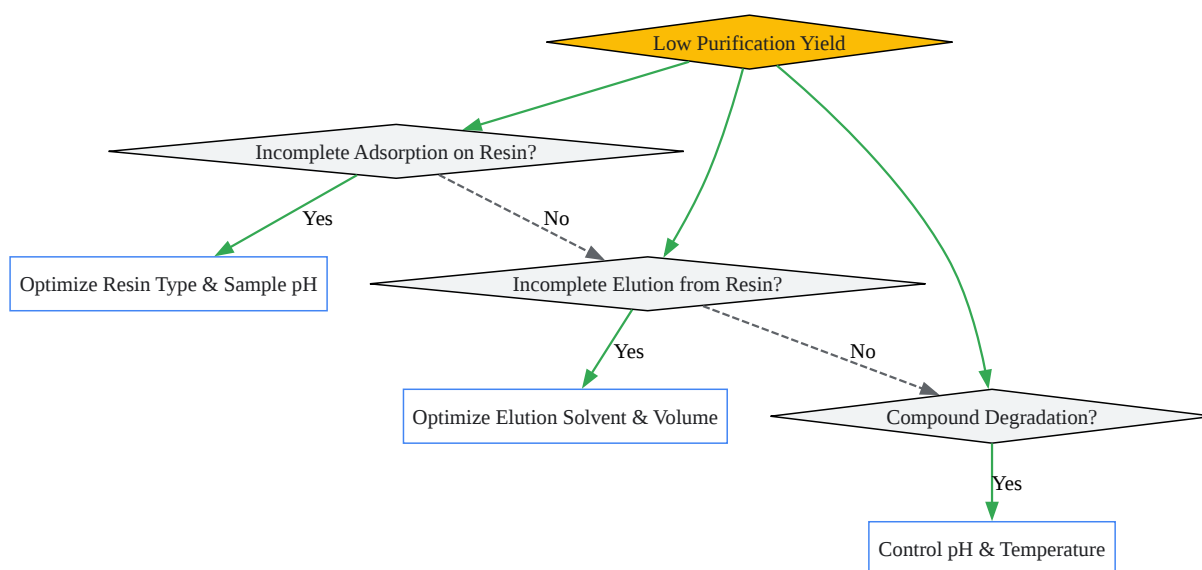 Low Purification Yield
Incomplete Adsorption on Resin?
Yes
No
Optimize Resin Type & Sample pH
Incomplete Elution from Resin?
Yes
No
Optimize Elution Solvent & Volume
Compound Degradation?
Yes
Control pH & Temperature